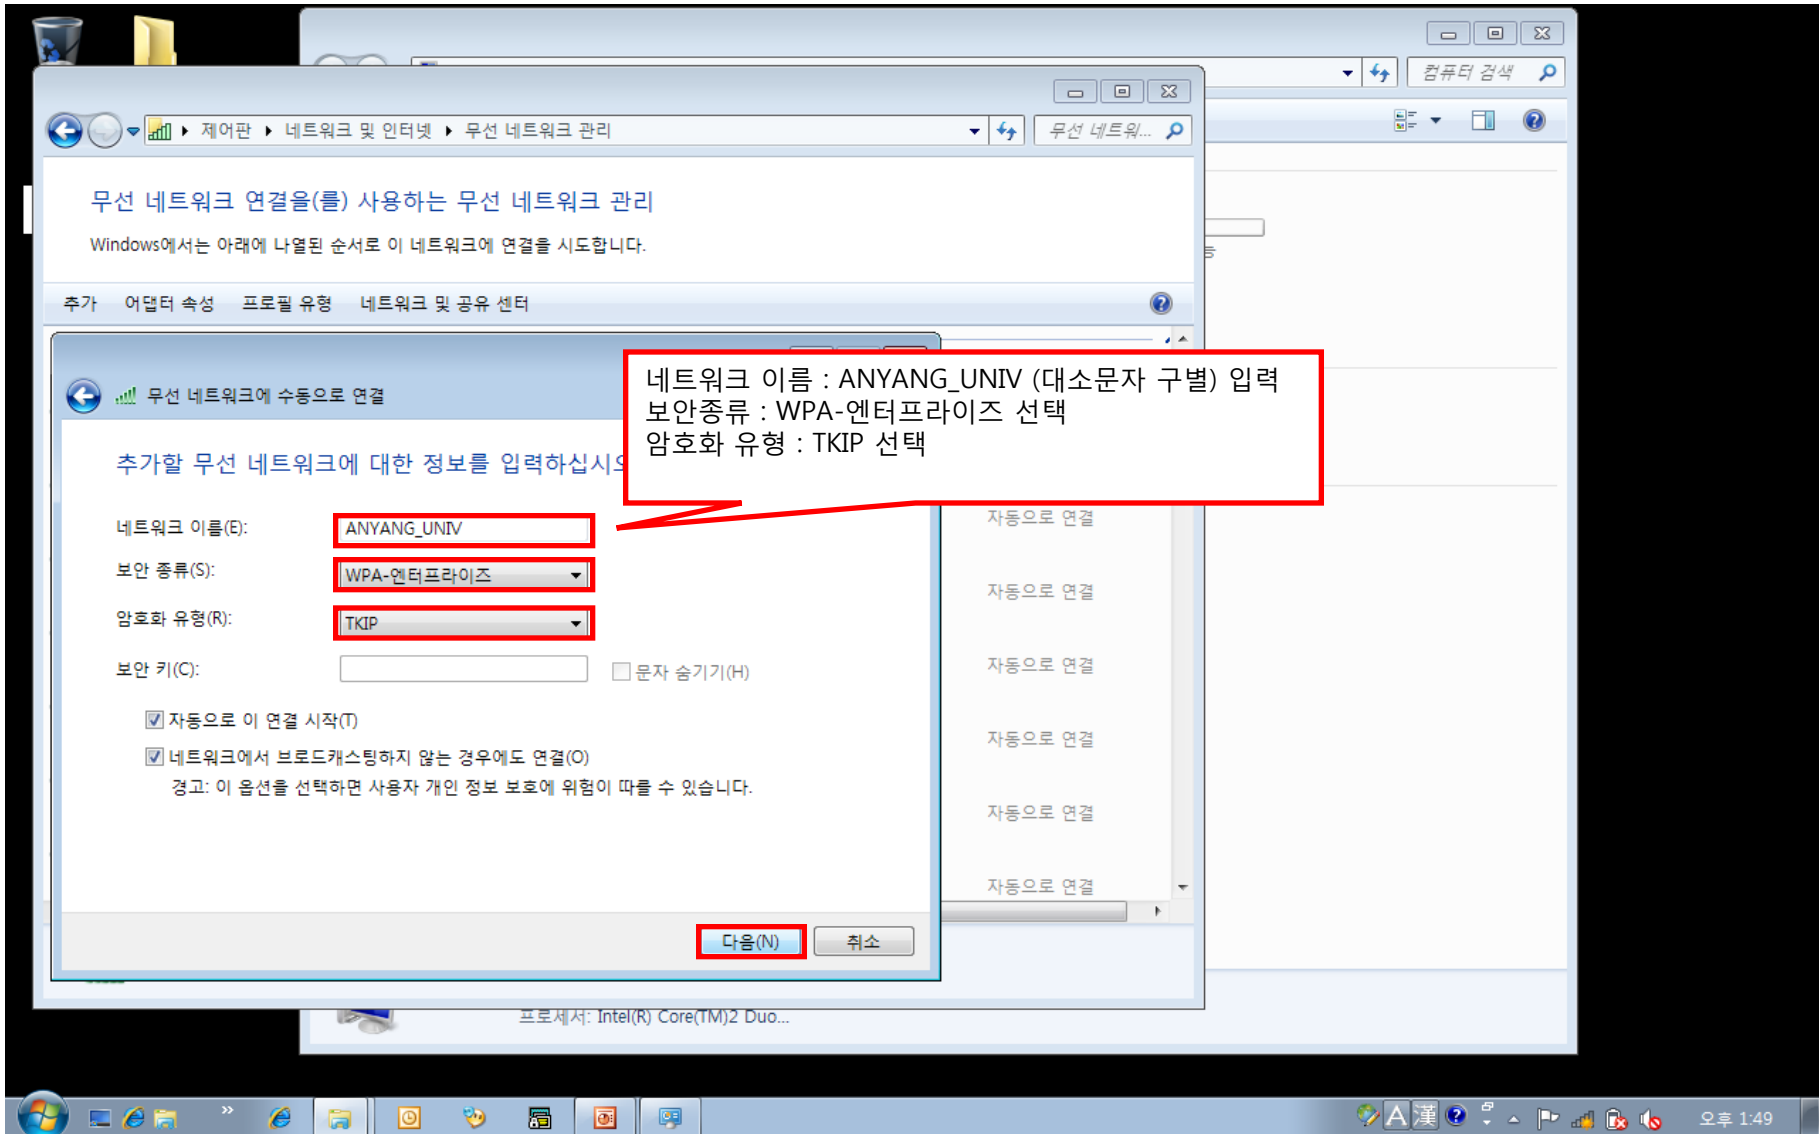 컴퓨터 검색
제어판 네트워크 및 인터넷 무선 네트워크 관리
무선 네트워...
무선 네트워크 연결을(를) 사용하는 무선 네트워크 관리
Windows에서는 아래에 나열된 순서로 이 네트워크에 연결을 시도합니다.
추가 어댑터 속성 프로필 유형 네트워크 및 공유 센터
네트워크 이름 : ANYANG_UNIV (대소문자 구별) 입력
보안종류 : WPA-엔터프라이즈 선택
암호화 유형 : TKIP 선택
무선 네트워크에 수동으로 연결
추가할 무선 네트워크에 대한 정보를 입력하십시
네트워크 이름(E): ANYANG_UNIV
보안 종류(S): WPA-엔터프라이즈
암호화 유형(R): TKIP
보안 키(C): 문자 숨기기(H)
자동으로 이 연결 시작(T)
네트워크에서 브로드캐스팅하지 않는 경우에도 연결(O)
경고: 이 옵션을 선택하면 사용자 개인 정보 보호에 위험이 따를 수 있습니다.
자동으로 연결
자동으로 연결
자동으로 연결
자동으로 연결
자동으로 연결
자동으로 연결
다음(N) 취소
프로세서: Intel(R) Core(TM)2 Duo...
A 漢 오후 1:49